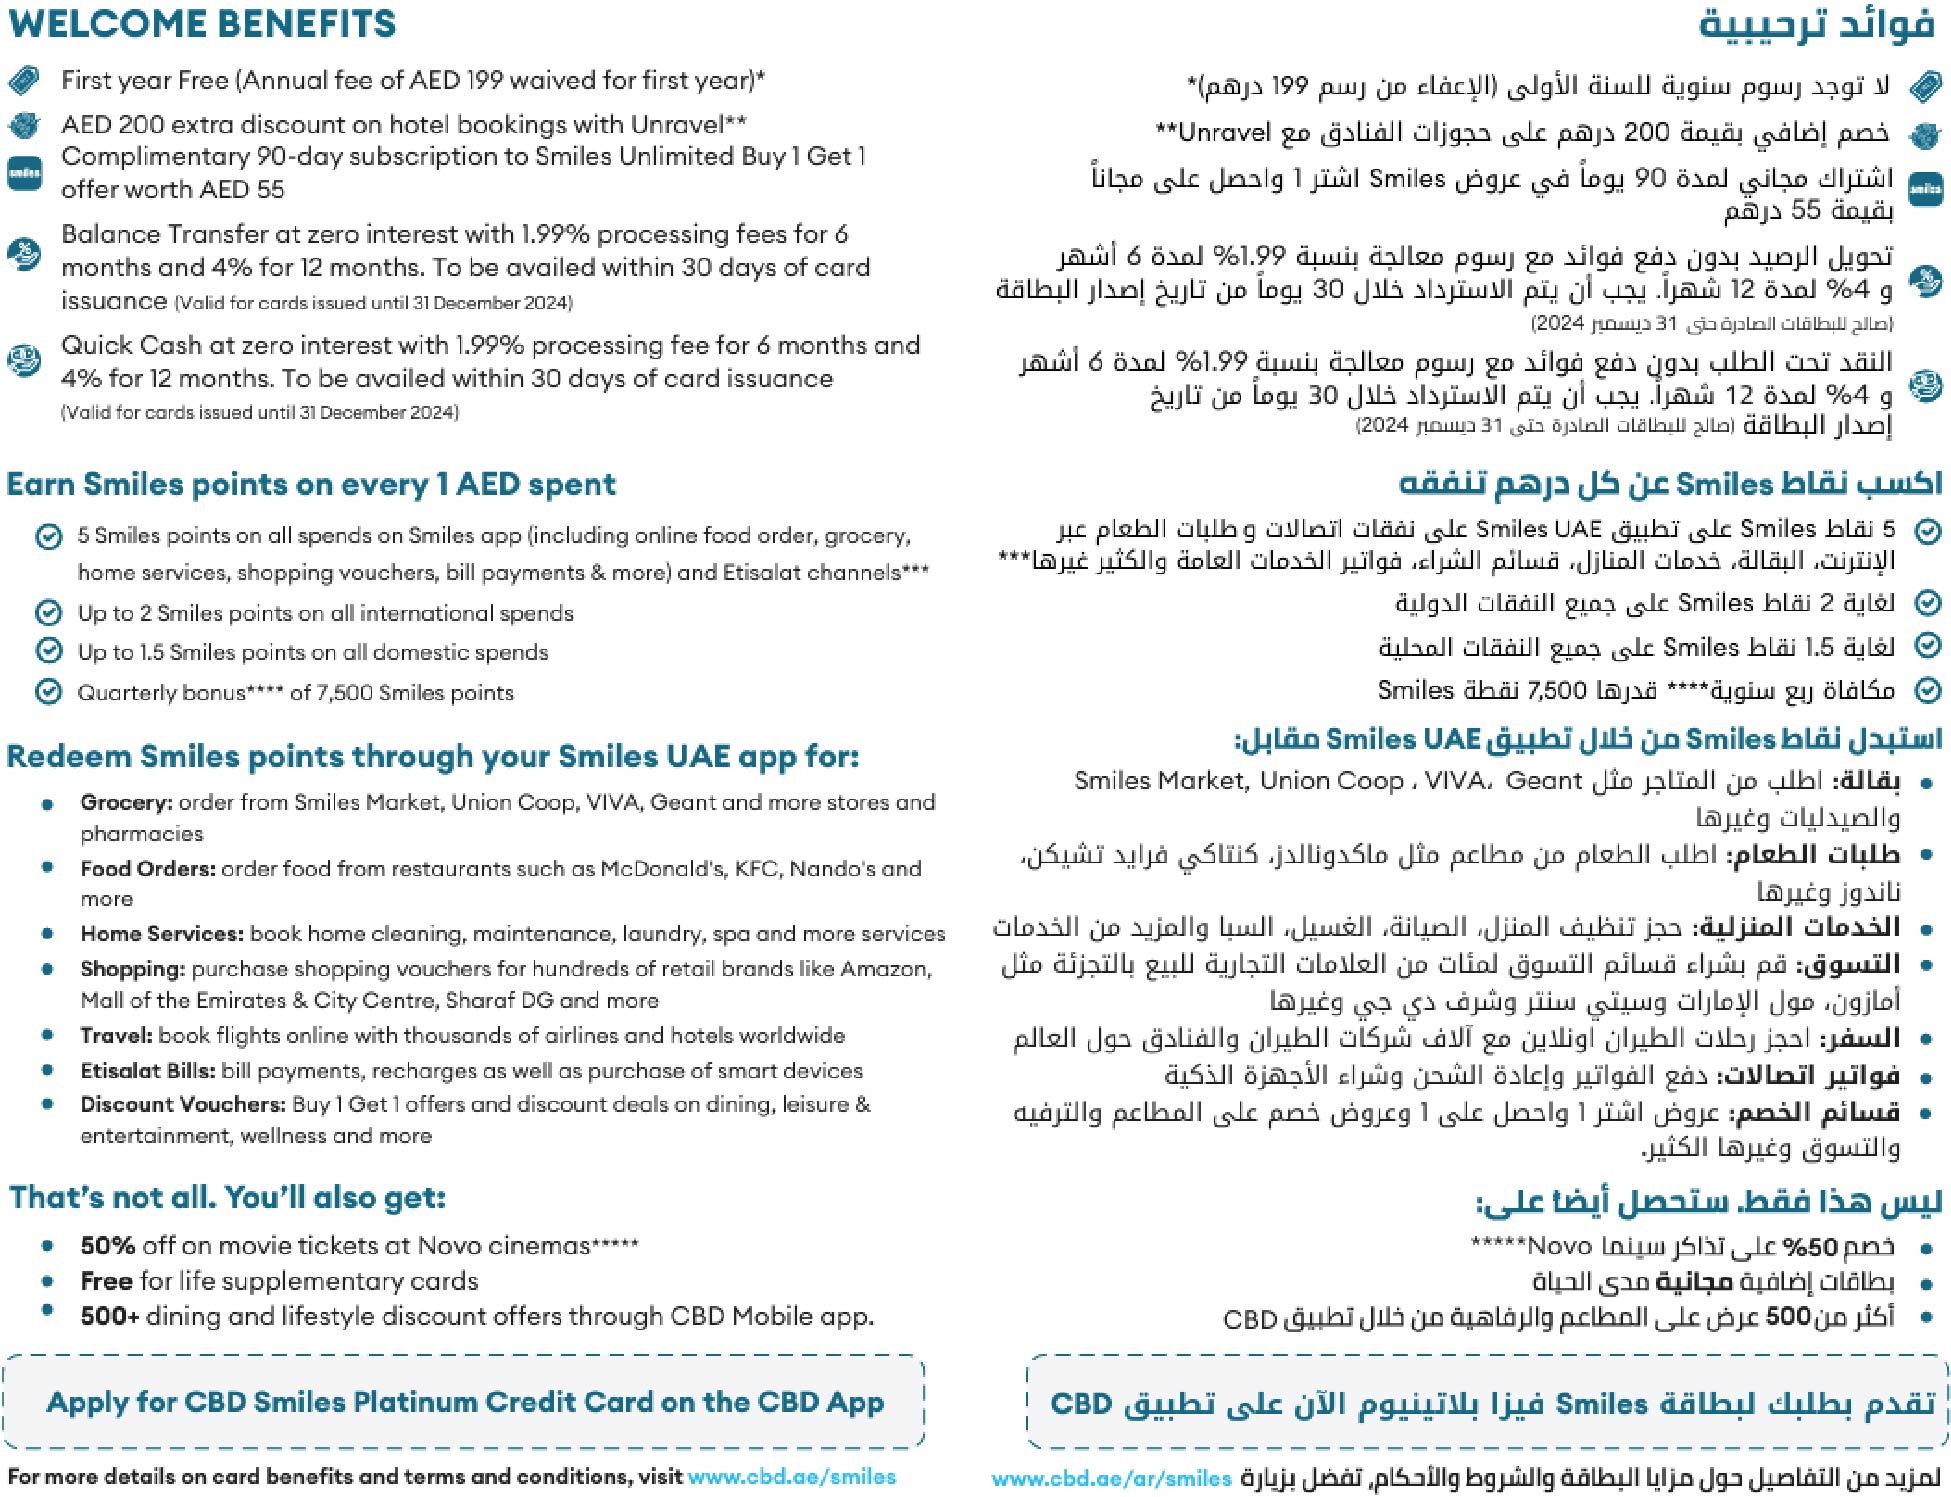 WELCOME BENEFITS
First year Free (Annual fee of AED 199 waived for first year)*
AED 200 extra discount on hotel bookings with Unravel**
smiles
Complimentary 90-day subscription to Smiles Unlimited Buy 1 Get 1
offer worth AED 55
Balance Transfer at zero interest with 1.99% processing fees for 6
months and 4% for 12 months. To be availed within 30 days of card
issuance (Valid for cards issued until 31 December 2024)
Quick Cash at zero interest with 1.99% processing fee for 6 months and
4% for 12 months. To be availed within 30 days of card issuance
(Valid for cards issued until 31 December 2024)
Earn Smiles points on every 1 AED spent
5 Smiles points on all spends on Smiles app (including online food order, grocery,
home services, shopping vouchers, bill payments & more) and Etisalat channels***
Up to 2 Smiles points on all international spends
Up to 1.5 Smiles points on all domestic spends
Quarterly bonus**** of 7,500 Smiles points
Redeem Smiles points through your Smiles UAE app for:
• Grocery: order from Smiles Market, Union Coop, VIVA, Geant and more stores and
pharmacies
• Food Orders: order food from restaurants such as McDonald's, KFC, Nando's and
more
• Home Services: book home cleaning, maintenance, laundry, spa and more services
• Shopping: purchase shopping vouchers for hundreds of retail brands like Amazon,
Mall of the Emirates & City Centre, Sharaf DG and more
• Travel: book flights online with thousands of airlines and hotels worldwide
• Etisalat Bills: bill payments, recharges as well as purchase of smart devices
• Discount Vouchers: Buy 1 Get 1 offers and discount deals on dining, leisure &
entertainment, wellness and more
That's not all. You'll also get:
• 50% off on movie tickets at Novo cinemas*****
• Free for life supplementary cards
• 500+ dining and lifestyle discount offers through CBD Mobile app.
Apply for CBD Smiles Platinum Credit Card on the CBD App
For more details on card benefits and terms and conditions, visit www.cbd.ae/smiles
فوائد ترحيبية
لا توجد رسوم سنوية للسنة الأولى (الإعفاء من رسم 199 درهم)*
خصم إضافي بقيمة 200 درهم على حجوزات الفنادق مع Unravel**
smiles
اشتراك مجاني لمدة 90 يوماً في عروض Smiles اشتر 1 واحصل على مجاناً
بقيمة 55 درهم
تحويل الرصيد بدون دفع فوائد مع رسوم معالجة بنسبة 1.99% لمدة 6 أشهر
و 4% لمدة 12 شهراً. يجب أن يتم الاسترداد خلال 30 يوماً من تاريخ إصدار البطاقة
(صالح للبطاقات الصادرة حتى 31 ديسمبر 2024)
النقد تحت الطلب بدون دفع فوائد مع رسوم معالجة بنسبة 1.99% لمدة 6 أشهر
و 4% لمدة 12 شهراً. يجب أن يتم الاسترداد خلال 30 يوماً من تاريخ
إصدار البطاقة (صالح للبطاقات الصادرة حتى 31 ديسمبر 2024)
اكسب نقاط Smiles عن كل درهم تنفقه
5 نقاط Smiles على تطبيق Smiles UAE على نفقات اتصالات وطلبات الطعام عبر
الإنترنت، البقالة، خدمات المنازل، قسائم الشراء، فواتير الخدمات العامة والكثير غيرها***
لغاية 2 نقاط Smiles على جميع النفقات الدولية
لغاية 1.5 نقاط Smiles على جميع النفقات المحلية
مكافاة ربع سنوية**** قدرها 7,500 نقطة Smiles
استبدل نقاط Smiles من خلال تطبيق Smiles UAE مقابل:
• بقالة: اطلب من المتاجر مثل Smiles Market, Union Coop ، VIVA، Geant
والصيدليات وغيرها
• طلبات الطعام: اطلب الطعام من مطاعم مثل ماكدونالدز، كنتاكي فرايد تشيكن،
ناندوز وغيرها
• الخدمات المنزلية: حجز تنظيف المنزل، الصيانة، الغسيل، السبا والمزيد من الخدمات
• التسوق: قم بشراء قسائم التسوق لمئات من العلامات التجارية للبيع بالتجزئة مثل
أمازون، مول الإمارات وسيتي سنتر وشرف دي جي وغيرها
• السفر: احجز رحلات الطيران اونلاين مع آلاف شركات الطيران والفنادق حول العالم
• فواتير اتصالات: دفع الفواتير وإعادة الشحن وشراء الأجهزة الذكية
• قسائم الخصم: عروض اشتر 1 واحصل على 1 وعروض خصم على المطاعم والترفيه
والتسوق وغيرها الكثير.
ليس هذا فقط. ستحصل أيضاً على:
• خصم 50% على تذاكر سينما Novo*****
• بطاقات إضافية مجانية مدى الحياة
• أكثر من 500 عرض على المطاعم والرفاهية من خلال تطبيق CBD
تقدم بطلبك لبطاقة Smiles فيزا بلاتينيوم الآن على تطبيق CBD
لمزيد من التفاصيل حول مزايا البطاقة والشروط والأحكام، تفضل بزيارة www.cbd.ae/ar/smiles